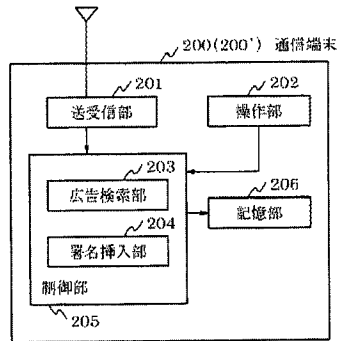 200(200') 通信端末
201
送受信部
202
操作部
203
広告検索部
204
署名挿入部
制御部
205
206
記憶部